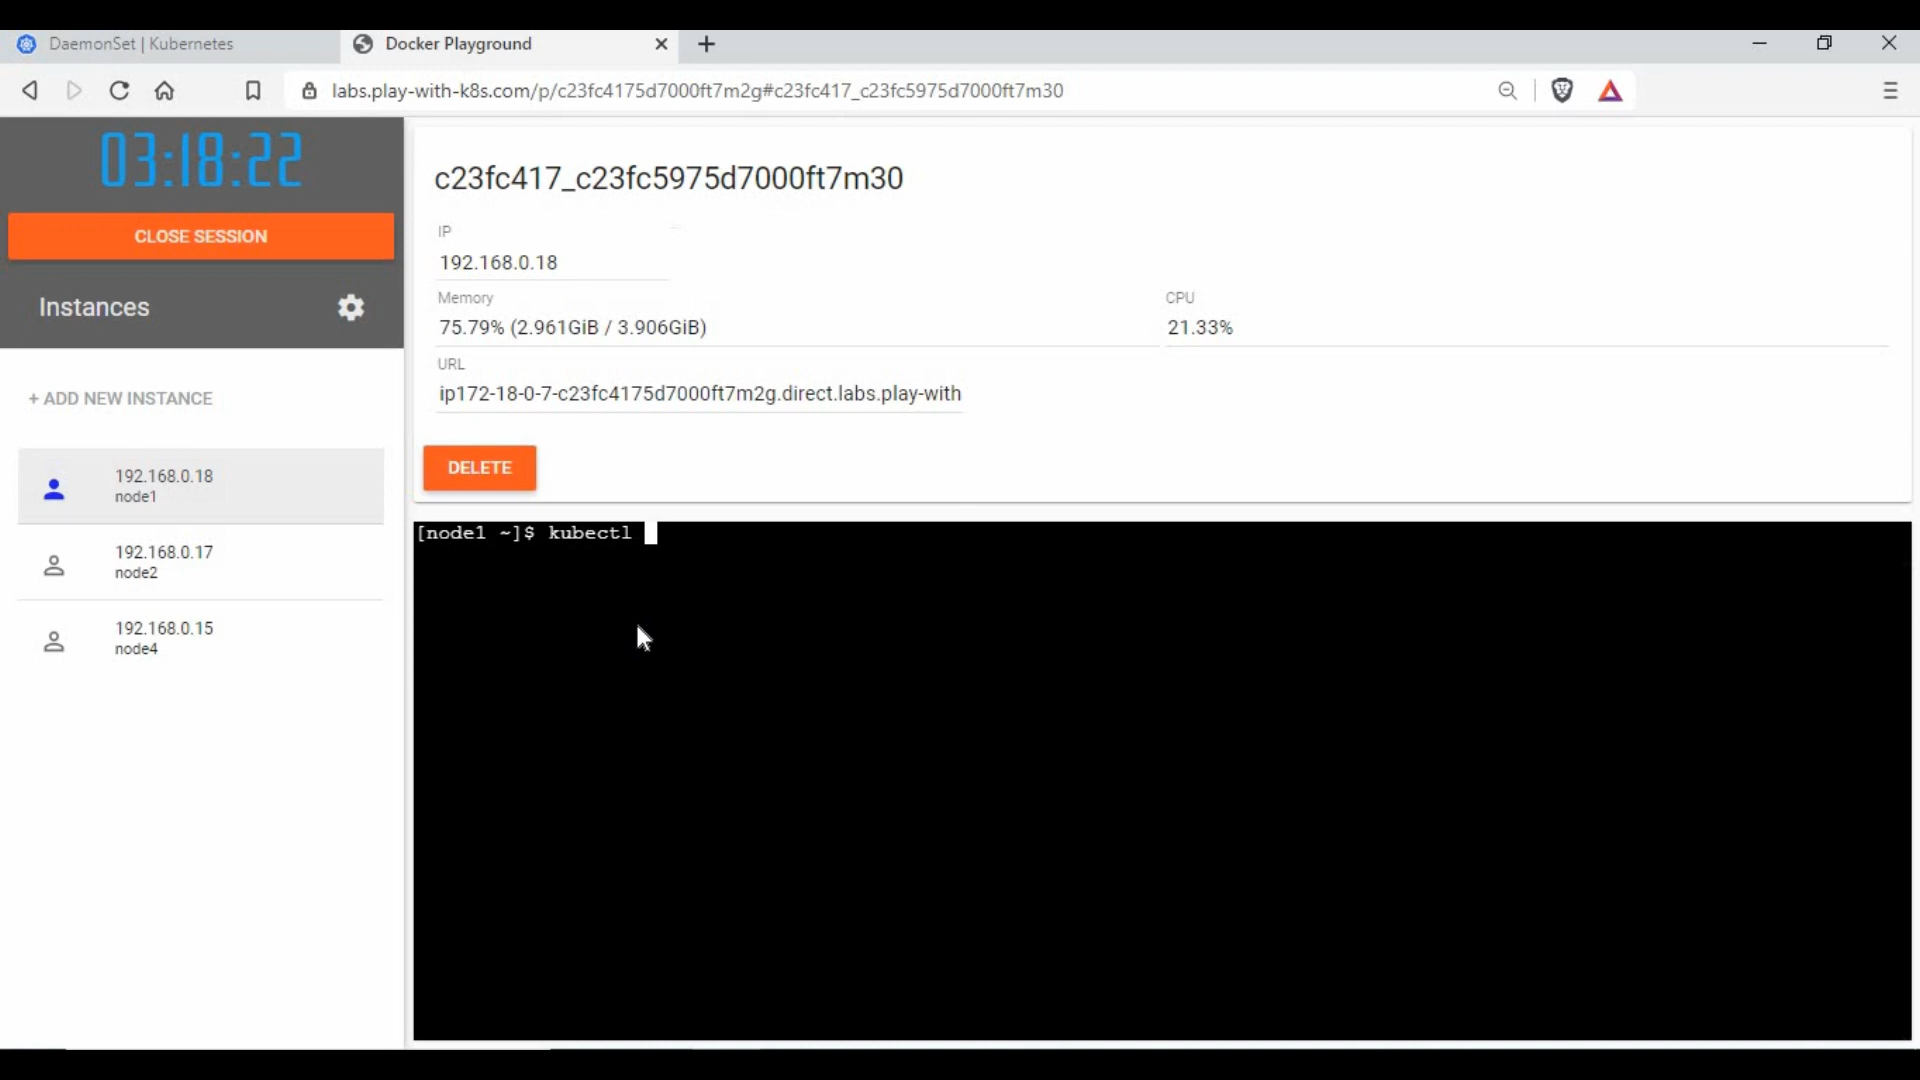 DaemonSet | Kubernetes
Docker Playground
labs.play-with-k8s.com/p/c23fc4175d7000ft7m2g#c23fc417_c23fc5975d7000ft7m30
03:18:22
CLOSE SESSION
Instances
+ ADD NEW INSTANCE
192.168.0.18
node1
192.168.0.17
node2
192.168.0.15
node4
c23fc417_c23fc5975d7000ft7m30
IP
192.168.0.18
Memory
75.79% (2.961GiB / 3.906GiB)
CPU
21.33%
URL
ip172-18-0-7-c23fc4175d7000ft7m2g.direct.labs.play-with
DELETE
[node1 ~]$ kubectl